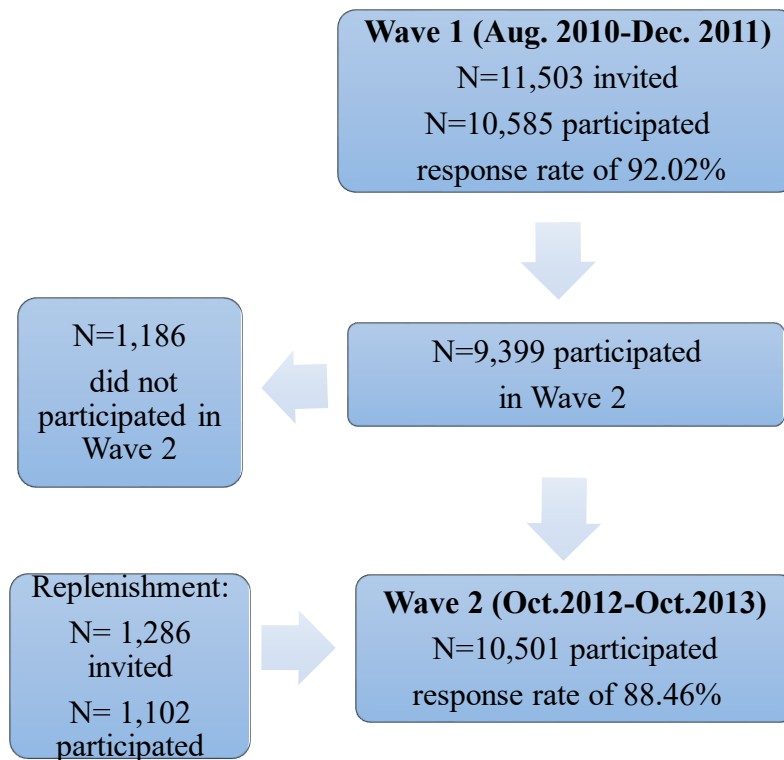 Wave 1 (Aug. 2010-Dec. 2011)
N=11,503 invited
N=10,585 participated
response rate of 92.02%
N=1,186
did not
participated in
Wave 2
N=9,399 participated
in Wave 2
Replenishment:
N= 1,286
invited
N= 1,102
participated
Wave 2 (Oct.2012-Oct.2013)
N=10,501 participated
response rate of 88.46%